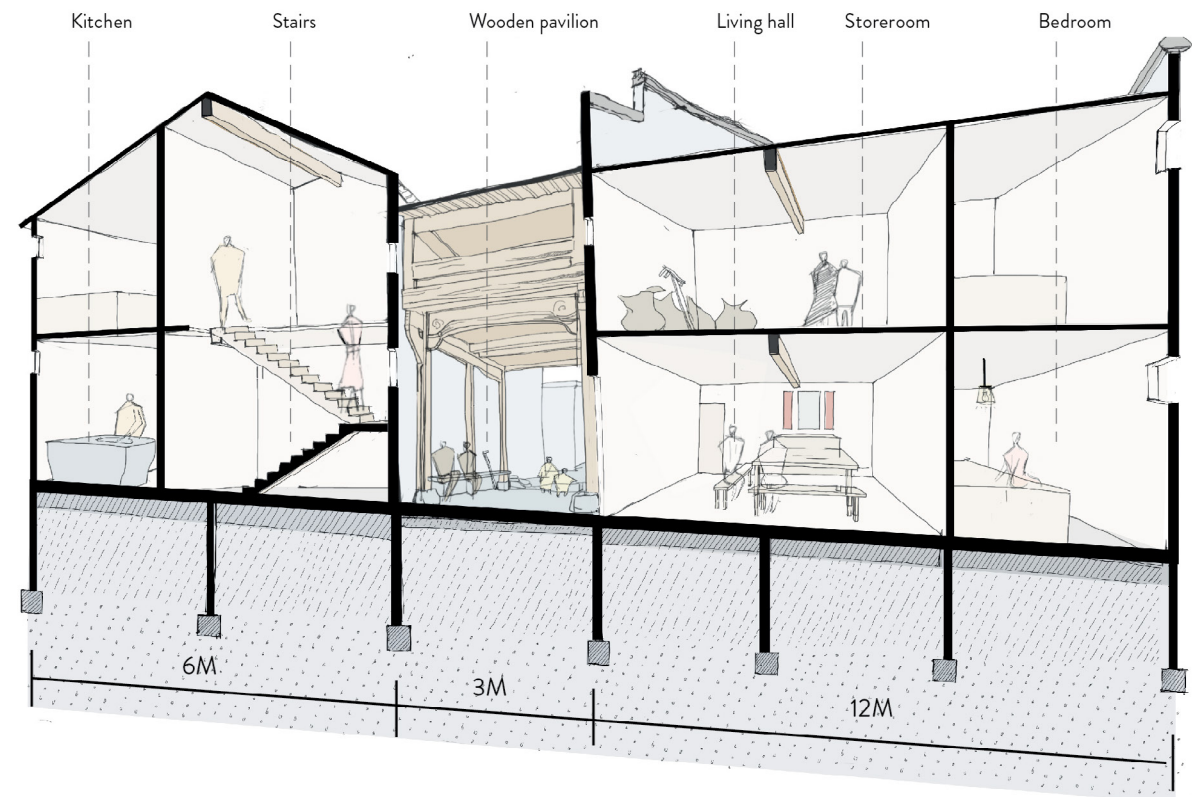 Kitchen
Stairs
Wooden pavilion
Living hall
Storeroom
Bedroom
6M
3M
12M